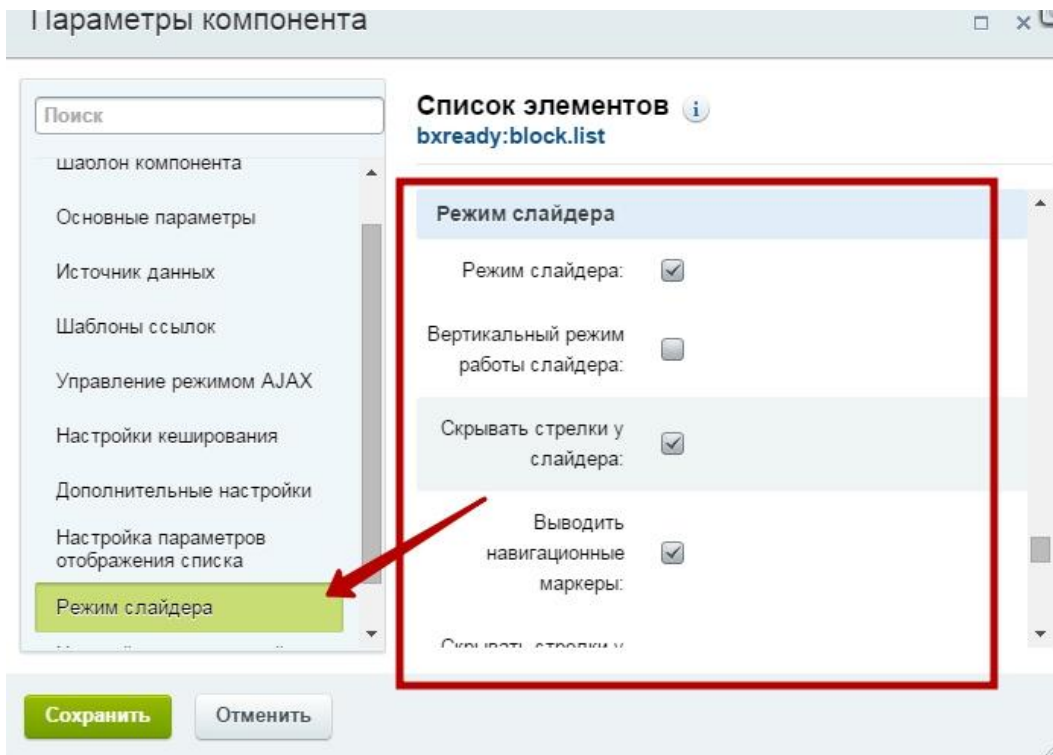 Параметры компонента
Поиск
Шаблон компонента
Основные параметры
Источник данных
Шаблоны ссылок
Управление режимом AJAX
Настройки кеширования
Дополнительные настройки
Настройка параметров
отображения списка
Режим слайдера
Список элементов
bxready:block.list
Режим слайдера
Режим слайдера:
Вертикальный режим
работы слайдера:
Скрывать стрелки у
слайдера:
Выводить
навигационные
маркеры:
Скрывать стрелки у
Сохранить
Отменить